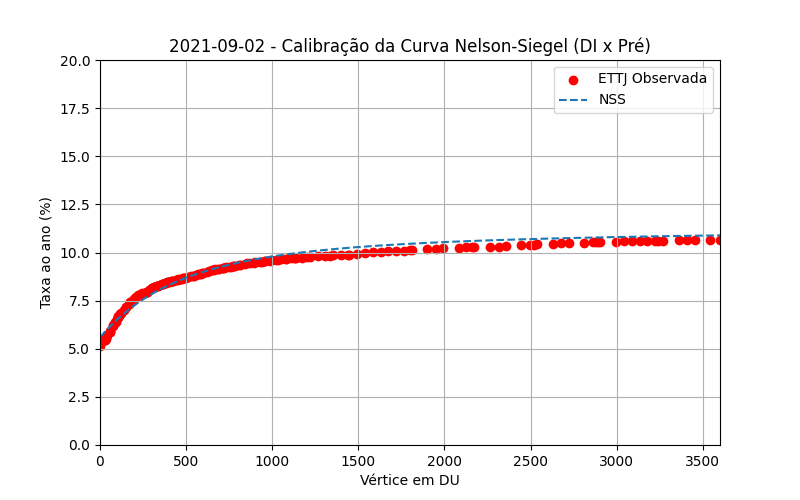 2021-09-02 - Calibração da Curva Nelson-Siegel (DI x Pré)
ETTJ Observada
NSS
Taxa ao ano (%)
20.0
17.5
15.0
12.5
10.0
7.5
5.0
2.5
0.0
0 500 1000 1500 2000 2500 3000 3500
Vértice em DU